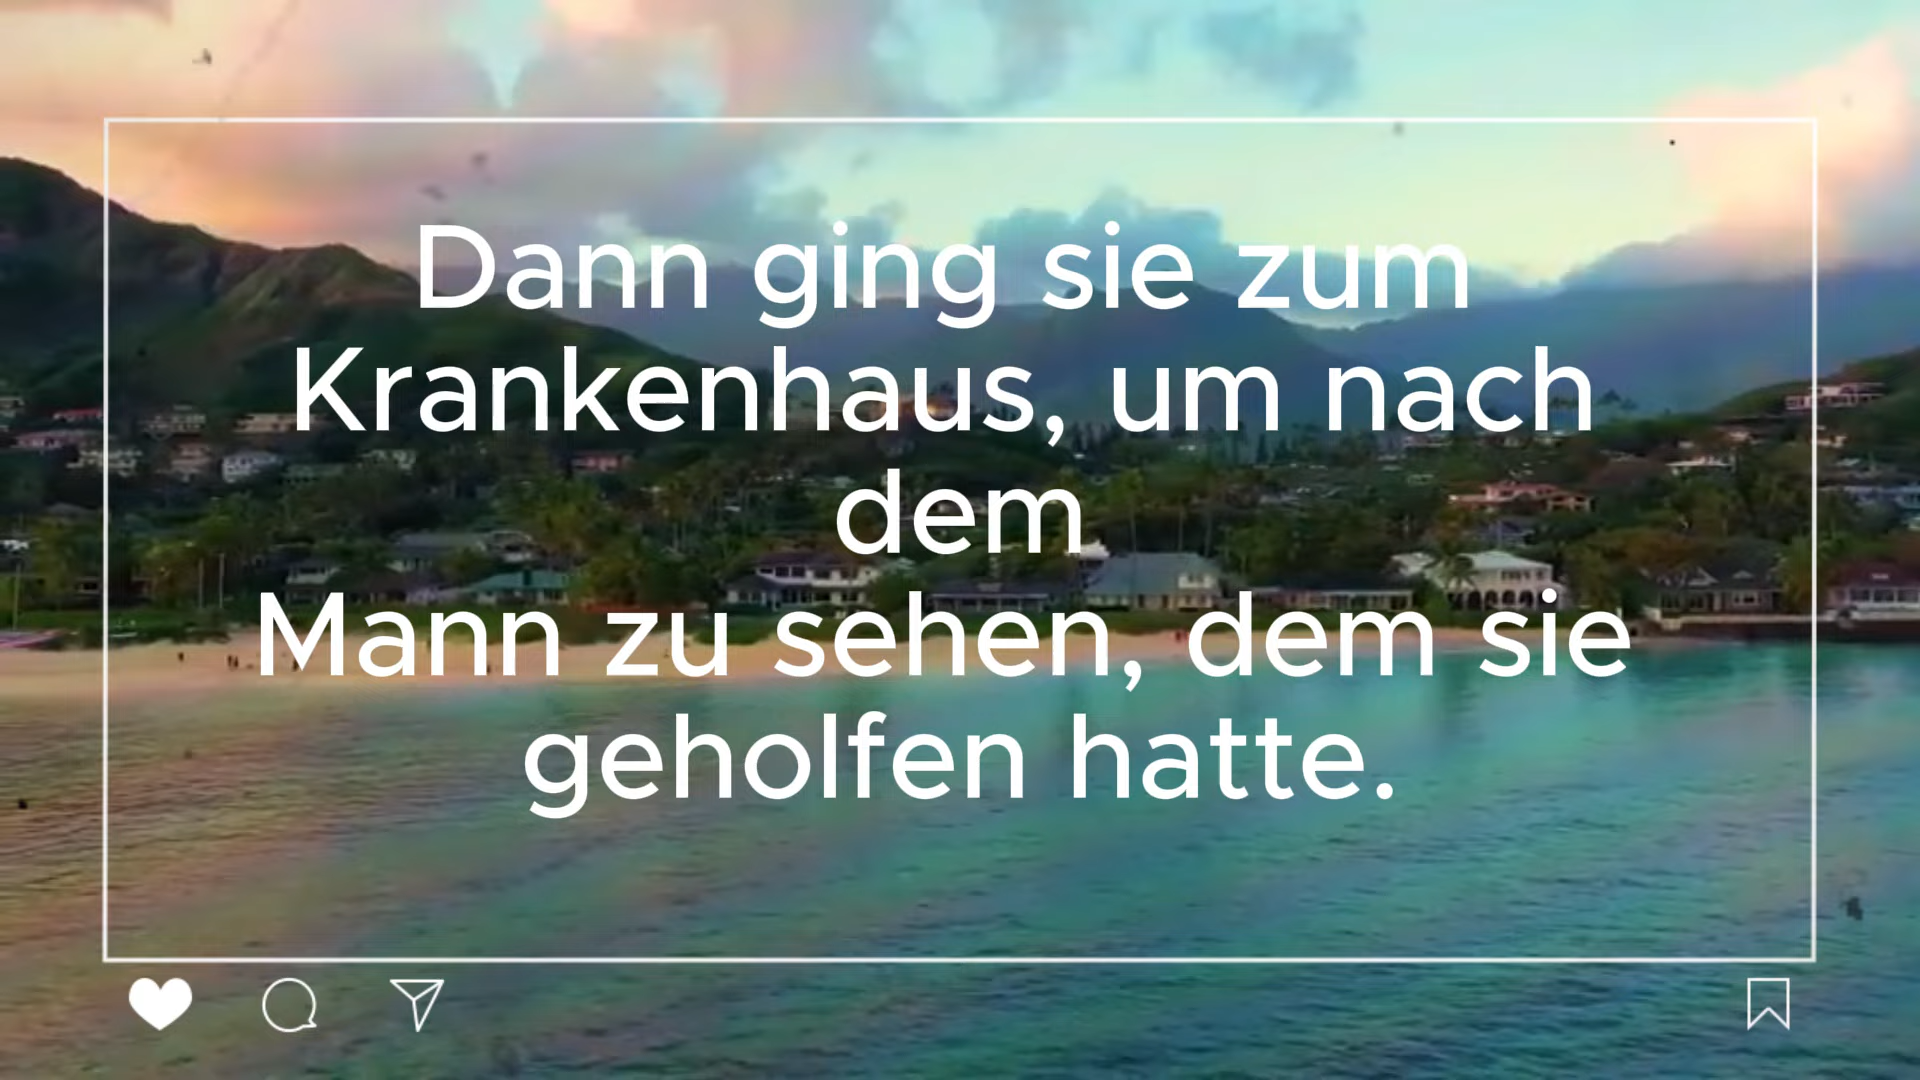 Dann ging sie zum
Krankenhaus, um nach
dem
Mann zu sehen, dem sie
geholfen hatte.